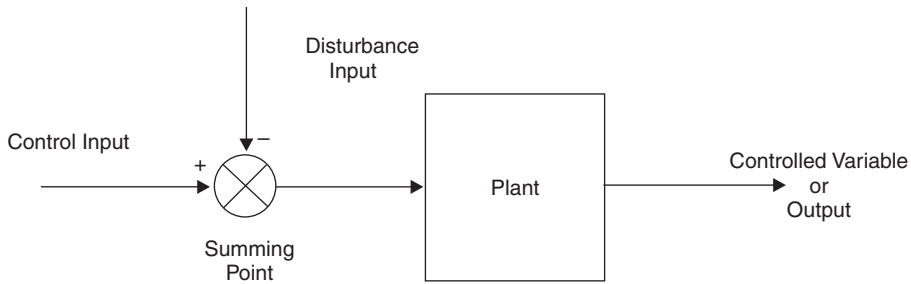 Disturbance
Input
Control Input
−
+
Plant
Controlled Variable
or
Output
Summing
Point